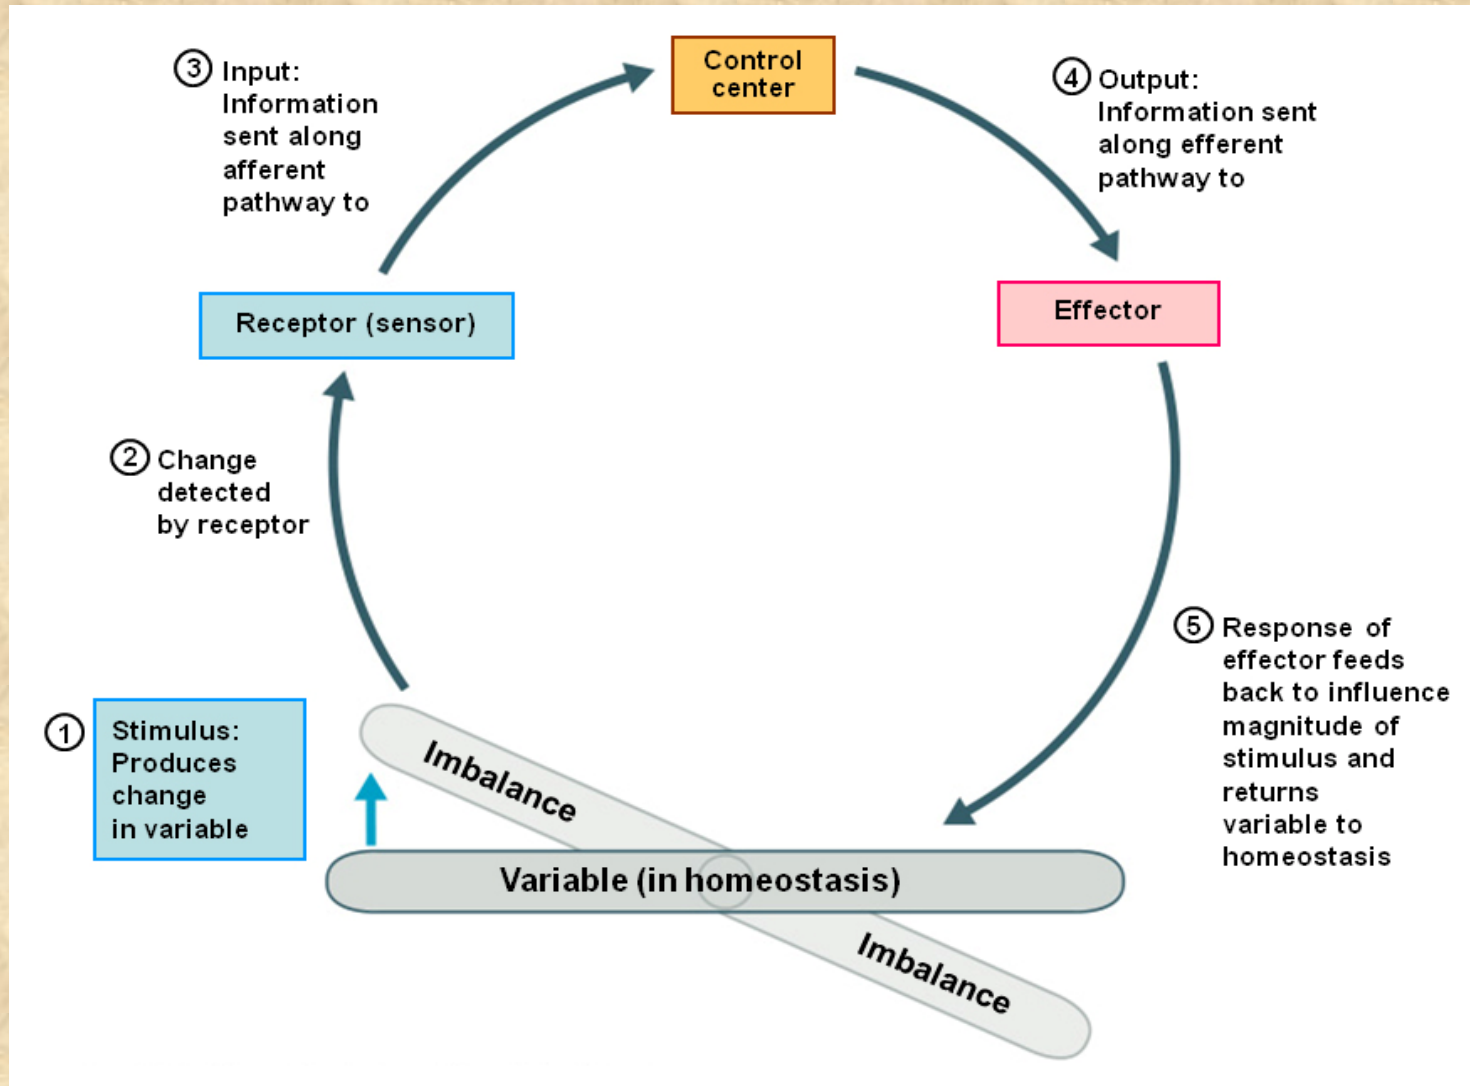 1
Stimulus:
Produces
change
in variable
2
Change
detected
by receptor
Receptor (sensor)
3
Input:
Information
sent along
afferent
pathway to
Control
center
4
Output:
Information sent
along efferent
pathway to
Effector
5
Response of
effector feeds
back to influence
magnitude of
stimulus and
returns
variable to
homeostasis
Imbalance
Variable (in homeostasis)
Imbalance